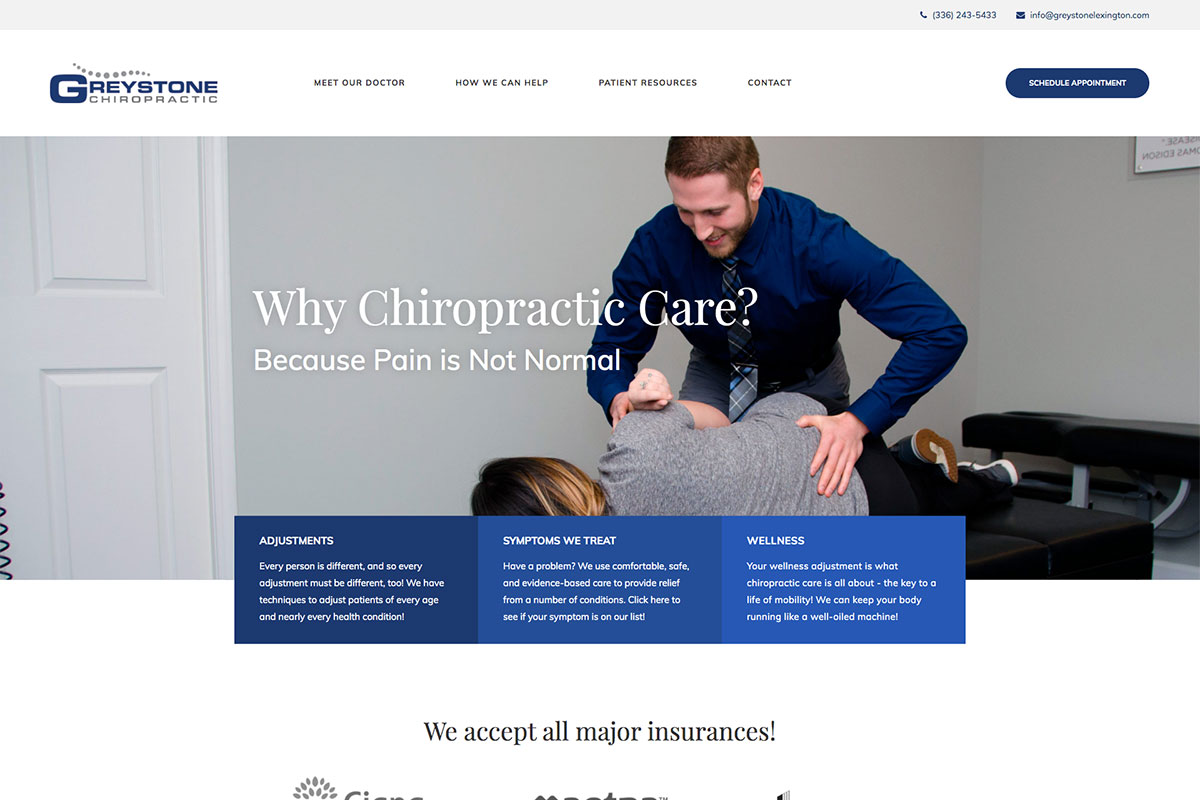 (336) 243-5433 info@greystonelexington.com
GREYSTONE
CHIROPRACTIC
MEET OUR DOCTOR HOW WE CAN HELP PATIENT RESOURCES CONTACT
SCHEDULE APPOINTMENT
Why Chiropractic Care?
Because Pain is Not Normal
ADJUSTMENTS
Every person is different, and so every
adjustment must be different, too! We have
techniques to adjust patients of every age
and nearly every health condition!
SYMPTOMS WE TREAT
Have a problem? We use comfortable, safe,
and evidence-based care to provide relief
from a number of conditions. Click here to
see if your symptom is on our list!
WELLNESS
Your wellness adjustment is what
chiropractic care is all about - the key to a
life of mobility! We can keep your body
running like a well-oiled machine!
We accept all major insurances!